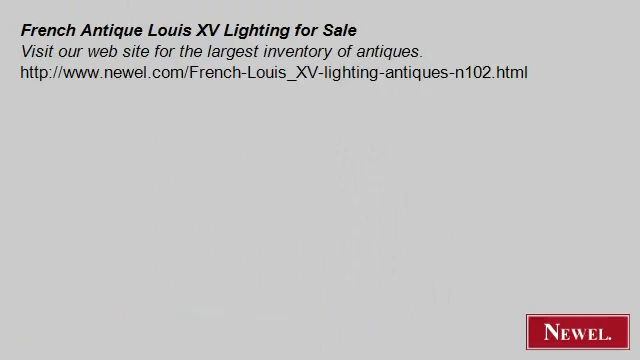 French Antique Louis XV Lighting for Sale
Visit our web site for the largest inventory of antiques.
http://www.newel.com/French-Louis_XV-lighting-antiques-n102.html
NEWEL.